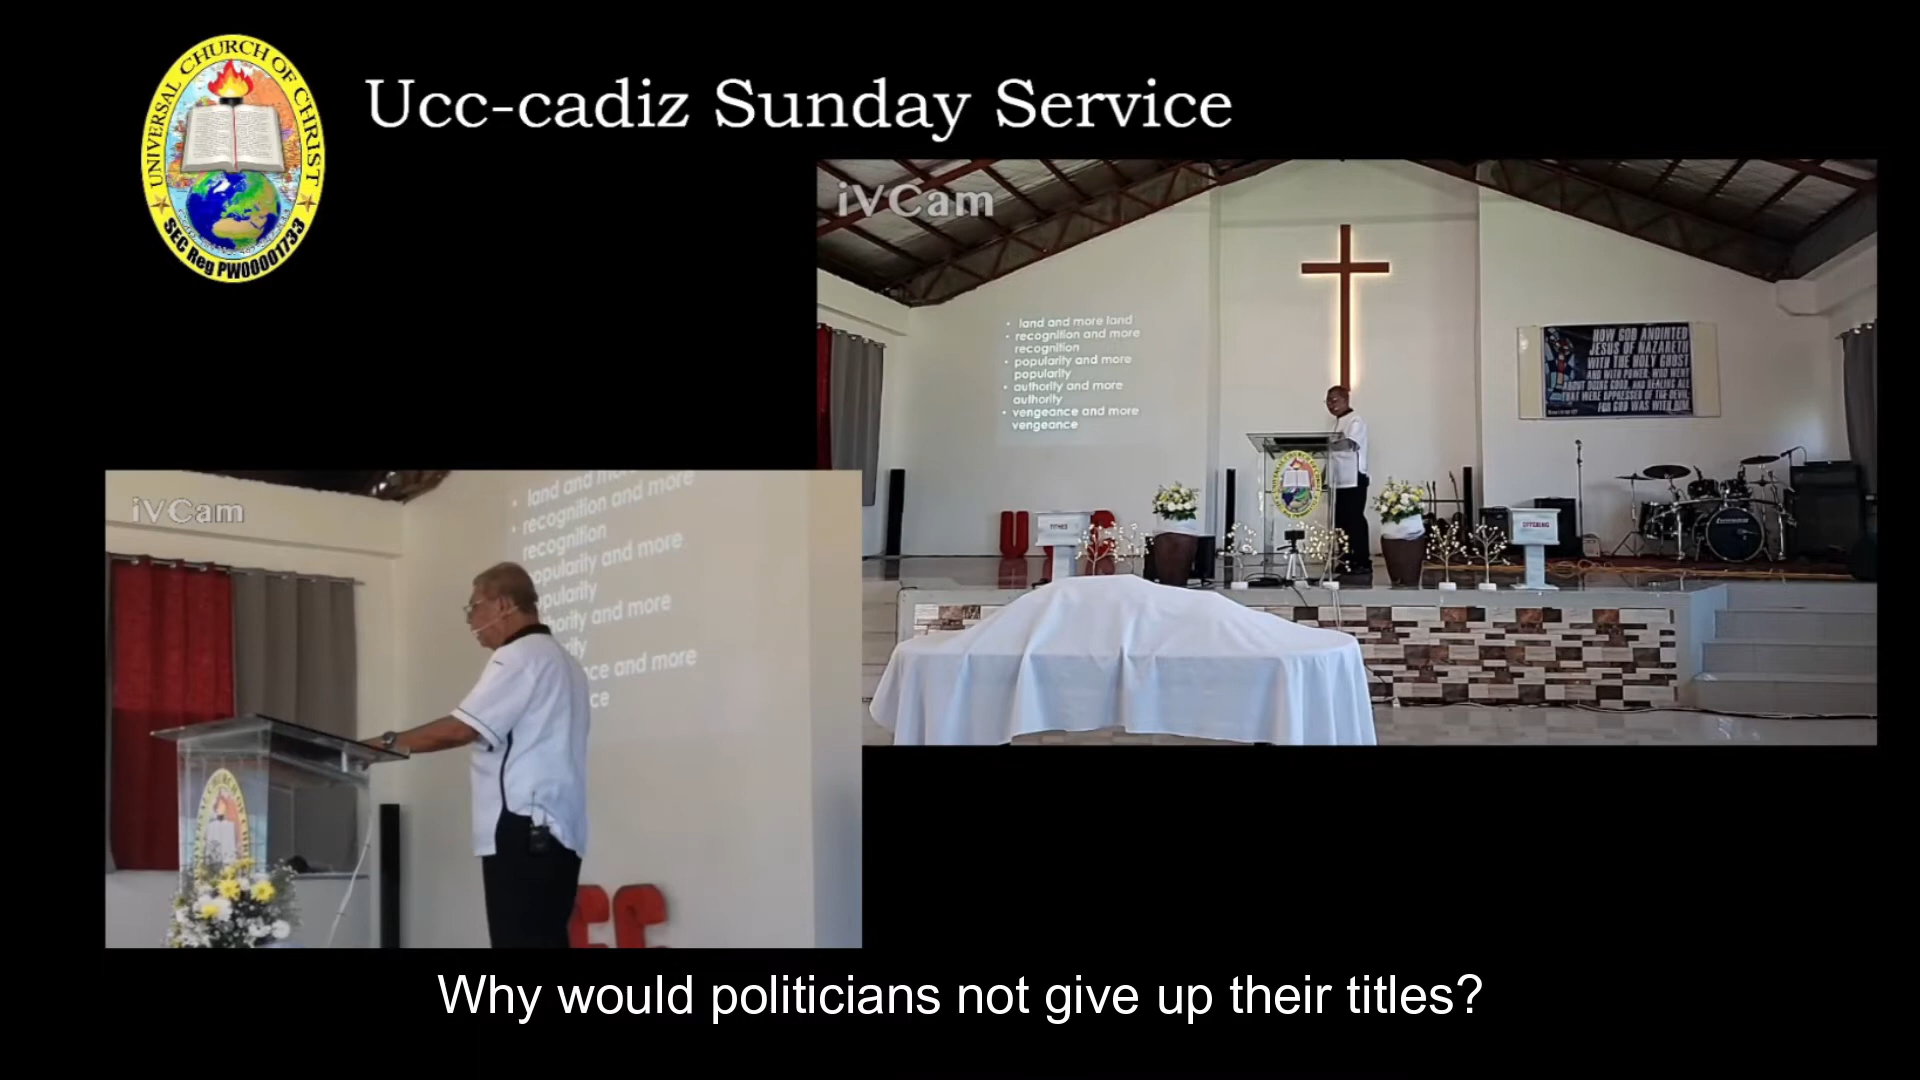 UNIVERSAL CHURCH OF CHRIST
SEC Reg PW00001733
Ucc-cadiz Sunday Service
iVCam
• land and more land
• recognition and more
recognition
• popularity and more
popularity
• authority and more
authority
• vengeance and more
vengeance
HOW GOD ANOINTED
JESUS OF NAZARETH
WITH THE HOLY GHOST
AND WITH POWER: WHO WENT
ABOUT DOING GOOD, AND HEALING ALL
THAT WERE OPPRESSED OF THE DEVIL
FOR GOD WAS WITH HIM
TITHES
OFFERING
iVCam
• land and more
• recognition and more
recognition
opularity and more
pularity
hority and more
rity
ce and more
ce
CC
Why would politicians not give up their titles?